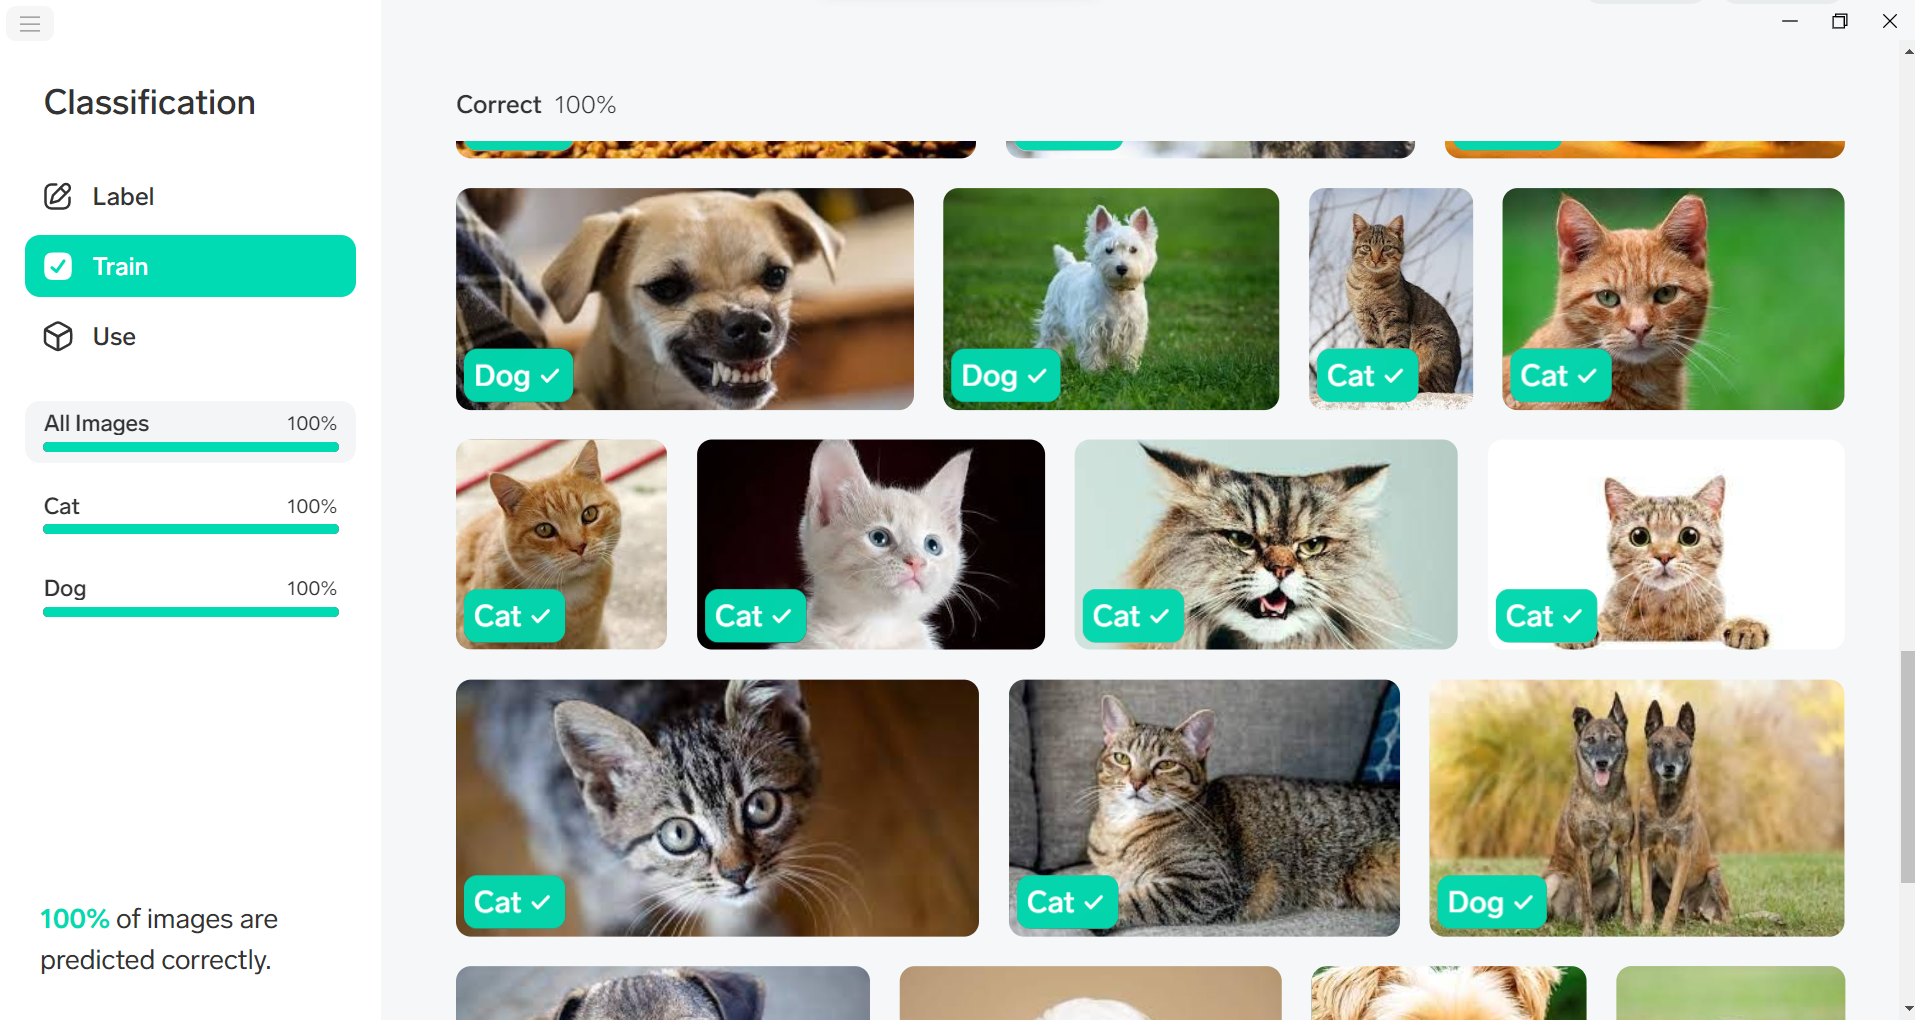 Classification
Label
Train
Use
All Images 100%
Cat 100%
Dog 100%
100% of images are
predicted correctly.
Correct 100%
Dog
Dog
Cat
Cat
Cat
Cat
Cat
Cat
Cat
Cat
Dog